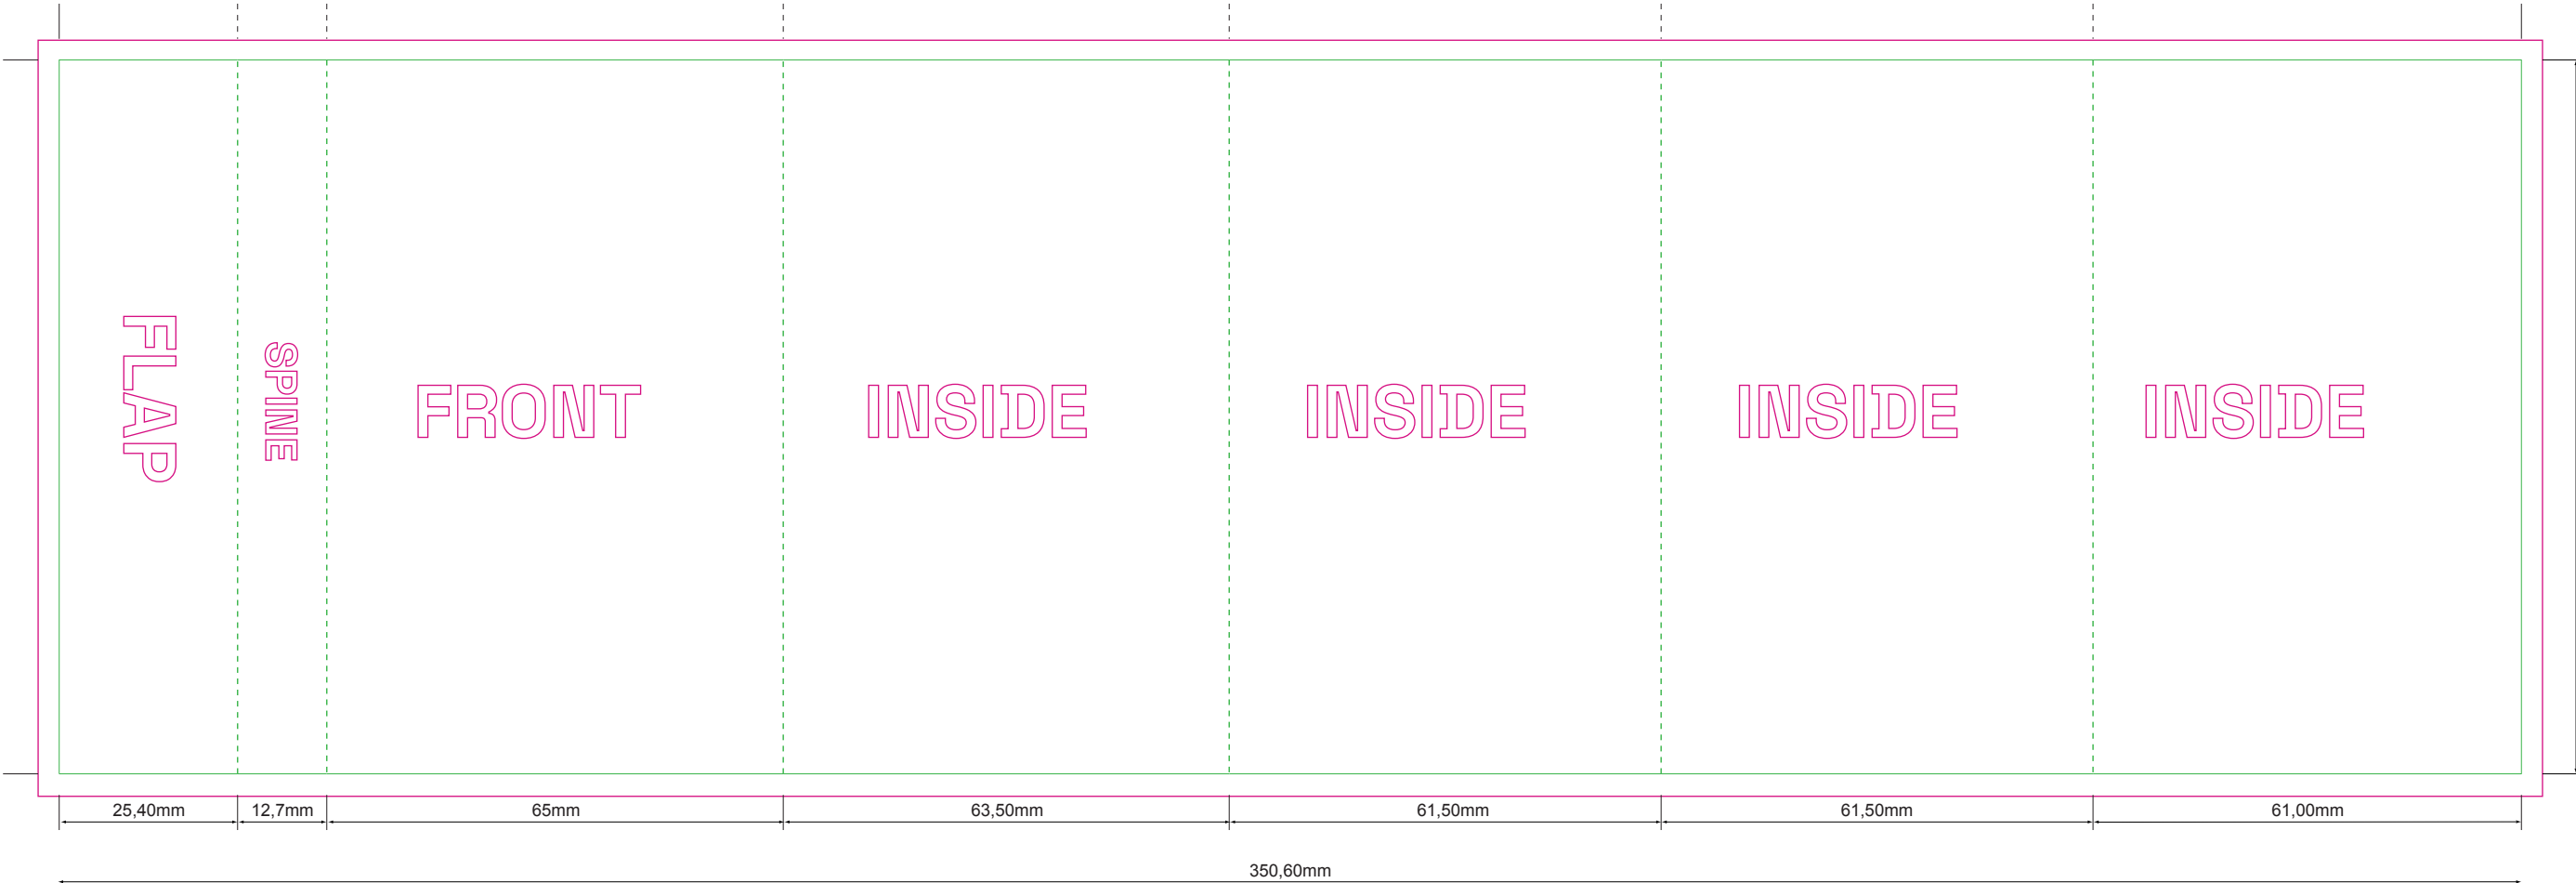 FLAP
SPINE
FRONT
INSIDE
INSIDE
INSIDE
INSIDE
25,40mm
12,7mm
65mm
63,50mm
61,50mm
61,50mm
61,00mm
350,60mm